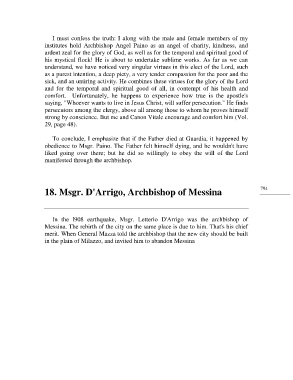 I must confess the truth: I along with the male and female members of my
institutes hold Archbishop Angel Paino as an angel of charity, kindness, and
ardent zeal for the glory of God, as well as for the temporal and spiritual good of
his mystical flock! He is about to undertake sublime works. As far as we can
understand, we have noticed very singular virtues in this elect of the Lord, such
as a parent intention, a deep piety, a very tender compassion for the poor and the
sick, and an untiring activity. He combines these virtues for the glory of the Lord
and for the temporal and spiritual good of all, in contempt of his health and
comfort. Unfortunately, he happens to experience how true is the apostle's
saying, "Whoever wants to live in Jesus Christ, will suffer persecution." He finds
persecutors among the clergy and all among those to whom he proves himself
strong by conscience. But me and Canon Vitale encourage and comfort him (Vol.
29, page 48).
To conclude, I emphasize that if the Father died at Guardia, it happened by
obedience to Msgr. Paino. The Father felt himself dying, and he wouldn't have
liked going over there; but he did so willingly to obey the will of the Lord
manifested through the archbishop.
18. Msgr. D'Arrigo, Archbishop of Messina
In the 1908 earthquake, Msgr. Letterio D'Arrigo was the archbishop of
Messina. The rebirth of the city on the same place is due to him. That's his chief
merit. When General Mazza told the archbishop that the new city should be built
in the plain of Milazzo, and invited him to abandon Messina